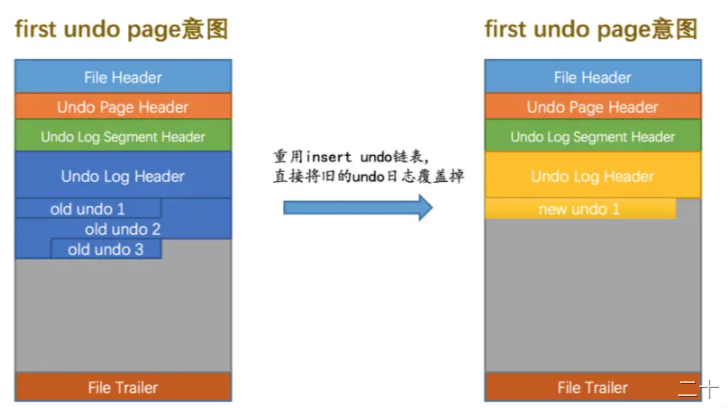 first undo page意图
File Header
Undo Page Header
Undo Log Segment Header
Undo Log Header
old undo 1
old undo 2
old undo 3
File Trailer
重用insert undo链表,
直接将旧的undo日志覆盖掉
first undo page意图
File Header
Undo Page Header
Undo Log Segment Header
Undo Log Header
new undo 1
File Trailer
二十